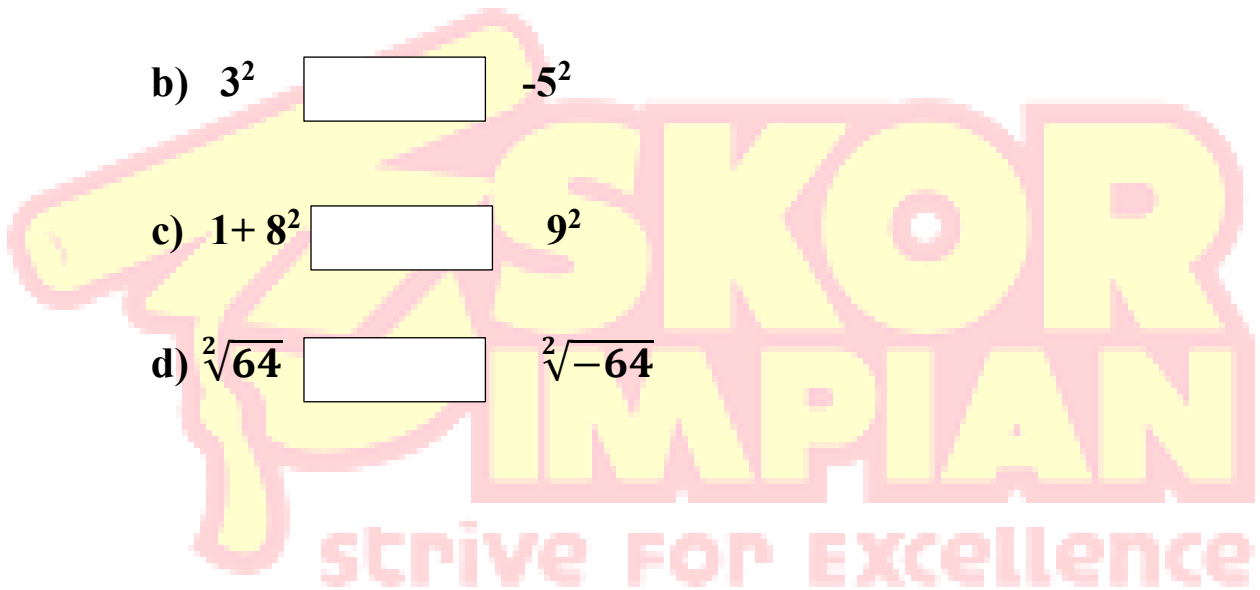 b) 3² -5²
c) 1+ 8² 9²
d) ²√64 ²√−64
SKOR
IMPIAN
strive for Excellence